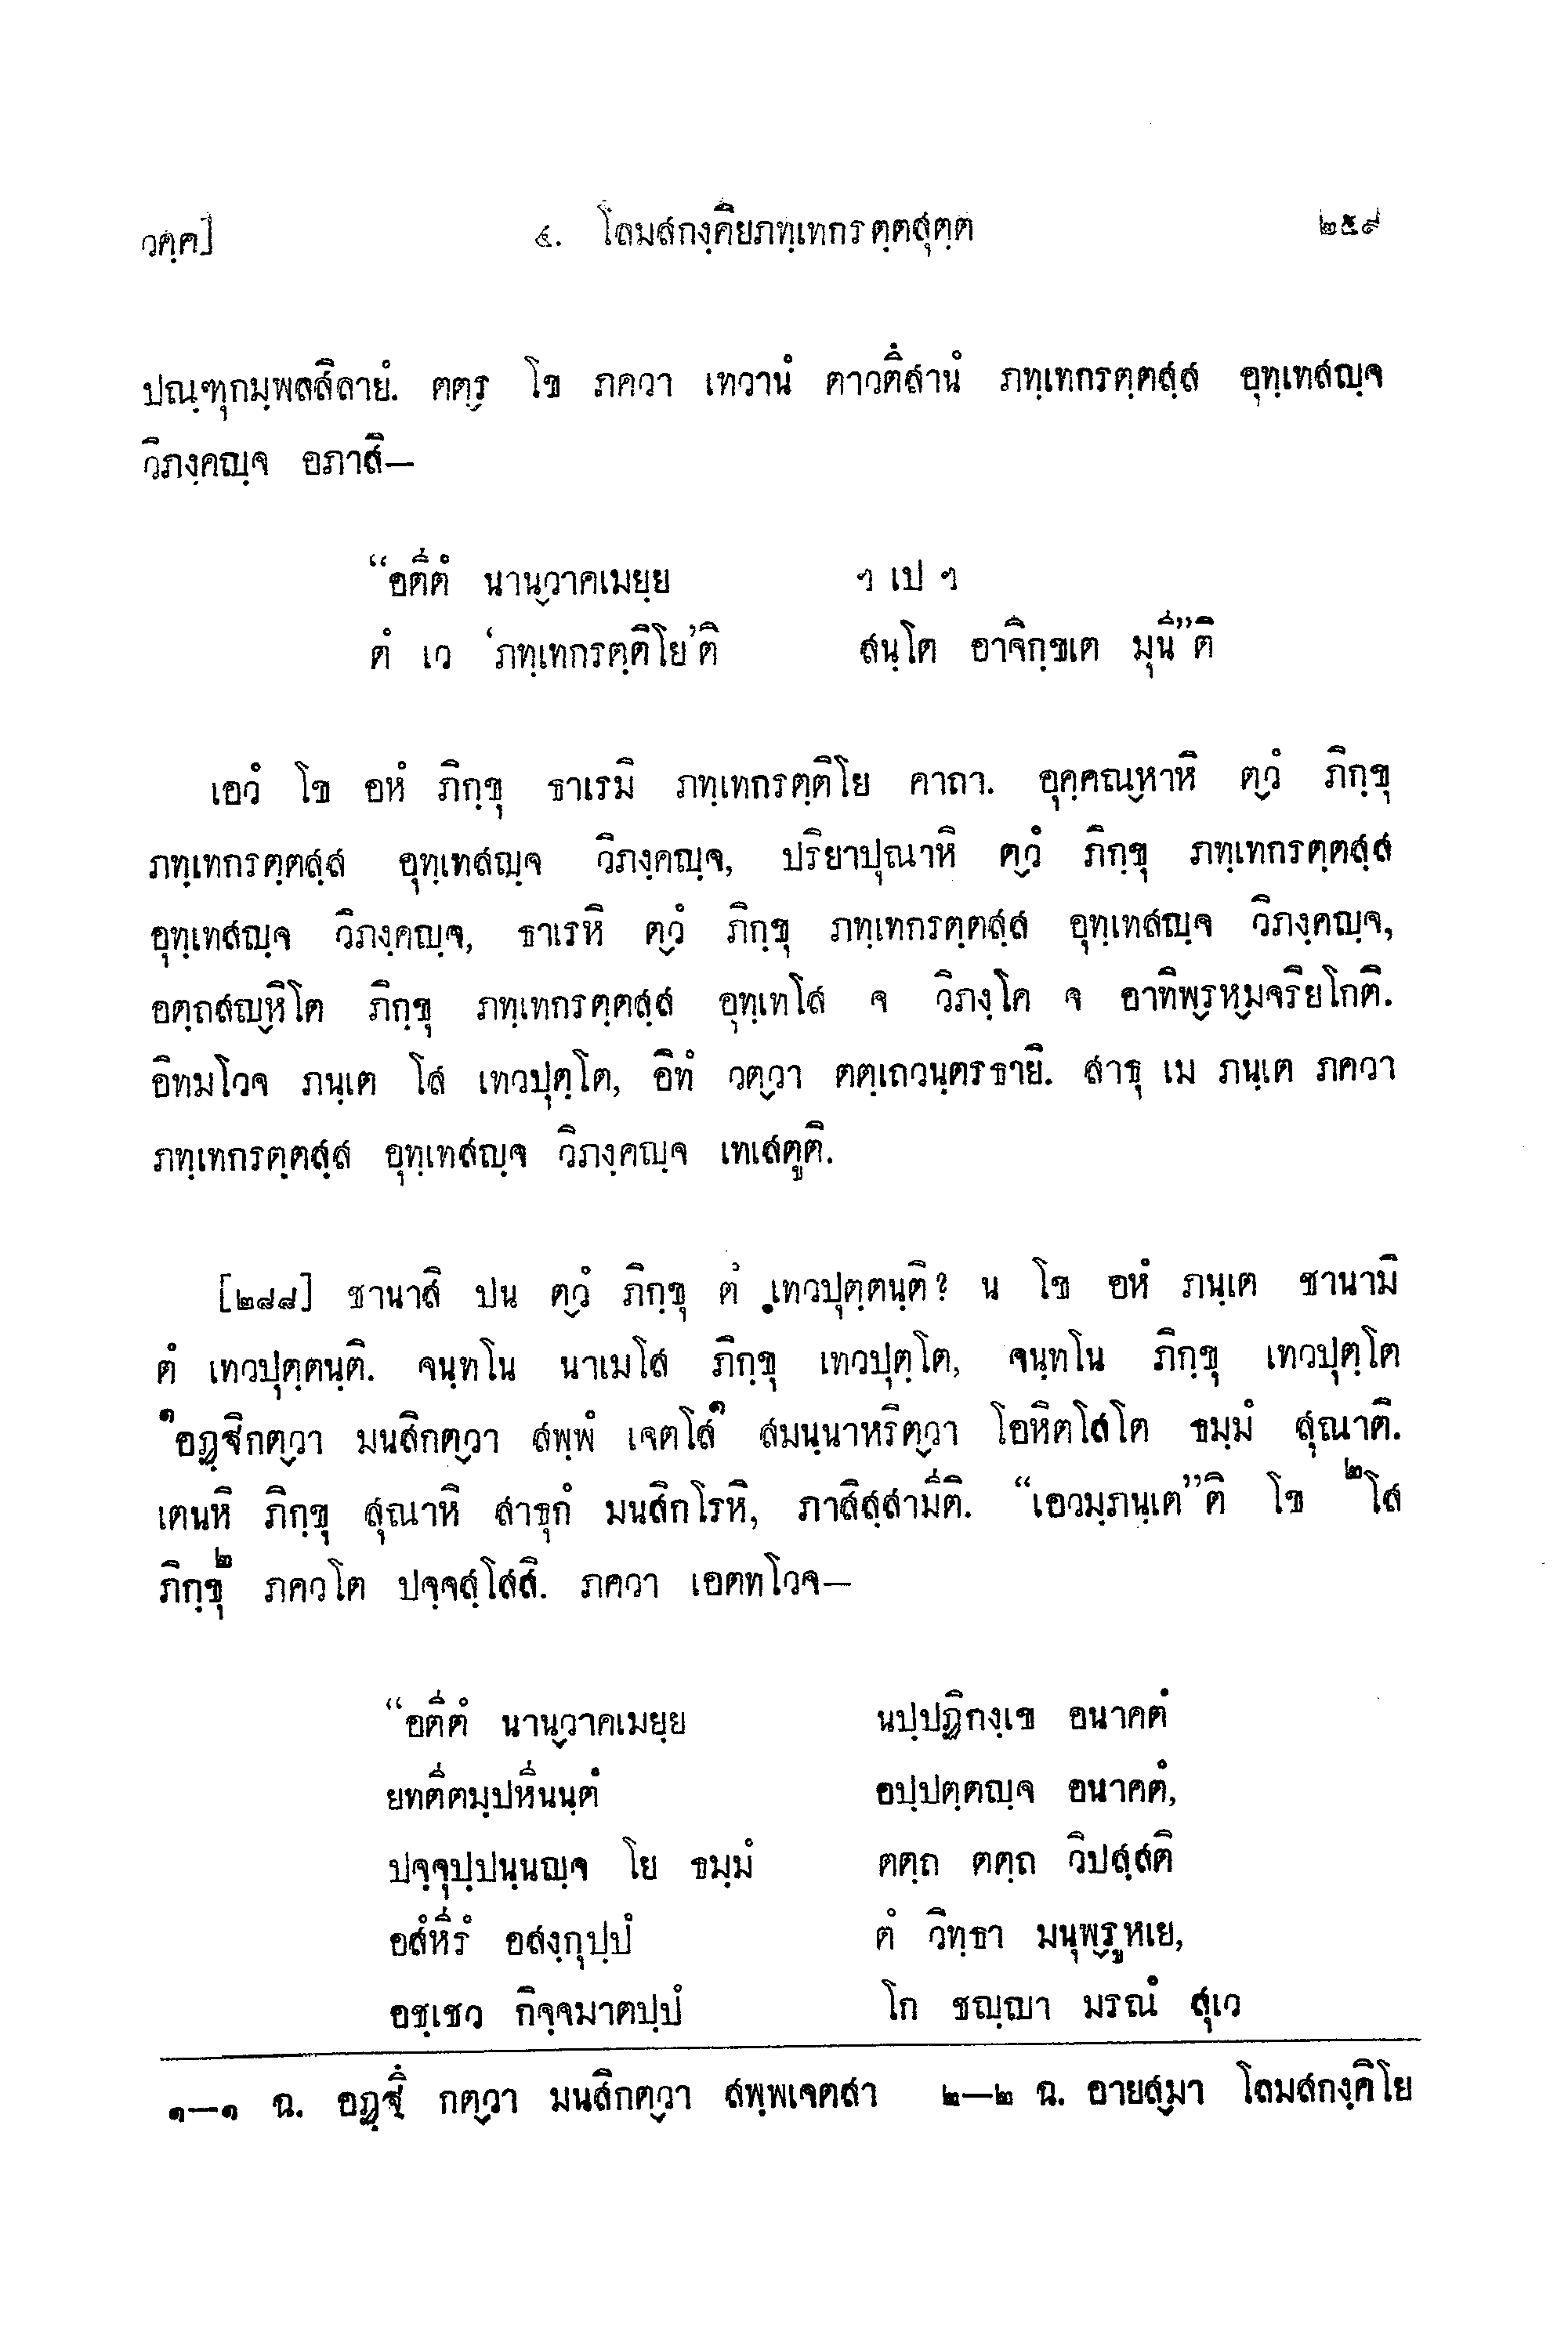 วคฺค] ๔. โลมสกงฺคิยภทฺเทกรตฺตสุตฺต ๒๕๙
ปณฺฑุกมฺพลสิลายํ. ตตฺร โข ภควา เทวานํ ตาวตึสานํ ภทฺเทกรตฺตสฺส อุทฺเทสญฺจ
วิภงฺคญฺจ อภาสิ—
“อตีตํ นานฺวาคเมยฺย ๆ เป ๆ
ตํ เว ‘ภทฺเทกรตฺติโย’ติ สนฺโต อาจิกฺขเต มุนี”ติ
เอวํ โข อหํ ภิกฺขุ ธาเรมิ ภทฺเทกรตฺติโย คาถา. อุคฺคณฺหาหิ ตฺวํ ภิกฺขุ
ภทฺเทกรตฺตสฺส อุทฺเทสญฺจ วิภงฺคญฺจ, ปริยาปุณาหิ ตฺวํ ภิกฺขุ ภทฺเทกรตฺตสฺส
อุทฺเทสญฺจ วิภงฺคญฺจ, ธาเรหิ ตฺวํ ภิกฺขุ ภทฺเทกรตฺตสฺส อุทฺเทสญฺจ วิภงฺคญฺจ,
อตฺถสญฺหิโต ภิกฺขุ ภทฺเทกรตฺตสฺส อุทฺเทโส จ วิภงฺโค จ อาทิพฺรหฺมจริยโกติ.
อิทมโวจ ภนฺเต โส เทวปุตฺโต, อิทํ วตฺวา ตตฺเถวนฺตรธายิ. สาธุ เม ภนฺเต ภควา
ภทฺเทกรตฺตสฺส อุทฺเทสญฺจ วิภงฺคญฺจ เทเสตูติ.
[๒๘๘] ชานาสิ ปน ตฺวํ ภิกฺขุ ตํ เทวปุตฺตนฺติ? น โข อหํ ภนฺเต ชานามิ
ตํ เทวปุตฺตนฺติ. จนฺทโน นาเมโส ภิกฺขุ เทวปุตฺโต, จนฺทโน ภิกฺขุ เทวปุตฺโต
๑อฏฺฐิกตฺวา มนสิกตฺวา สพฺพํ เจตโส๑ สมนฺนาหริตฺวา โอหิตโสโต ธมฺมํ สุณาติ.
เตนหิ ภิกฺขุ สุณาหิ สาธุกํ มนสิกโรหิ, ภาสิสฺสามีติ. “เอวมฺภนฺเต”ติ โข ๒โส
ภิกฺขุ๒ ภควโต ปจฺจสฺโสสิ. ภควา เอตทโวจ—
“อตีตํ นานฺวาคเมยฺย นปฺปฏิกงฺเข อนาคตํ
ยทตีตมฺปหีนนฺตํ อปฺปตฺตญฺจ อนาคตํ,
ปจฺจุปฺปนฺนญฺจ โย ธมฺมํ ตตฺถ ตตฺถ วิปสฺสติ
อสํหิรํ อสงฺกุปฺปํ ตํ วิทฺธา มนุพฺรูหเย,
อชฺเชว กิจฺจมาตปฺปํ โก ชญฺญา มรณํ สุเว
๑—๑ ฉ. อฏฺฐึ กตฺวา มนสิกตฺวา สพฺพเจตสา ๒—๒ ฉ. อายสฺมา โลมสกงฺคิโย